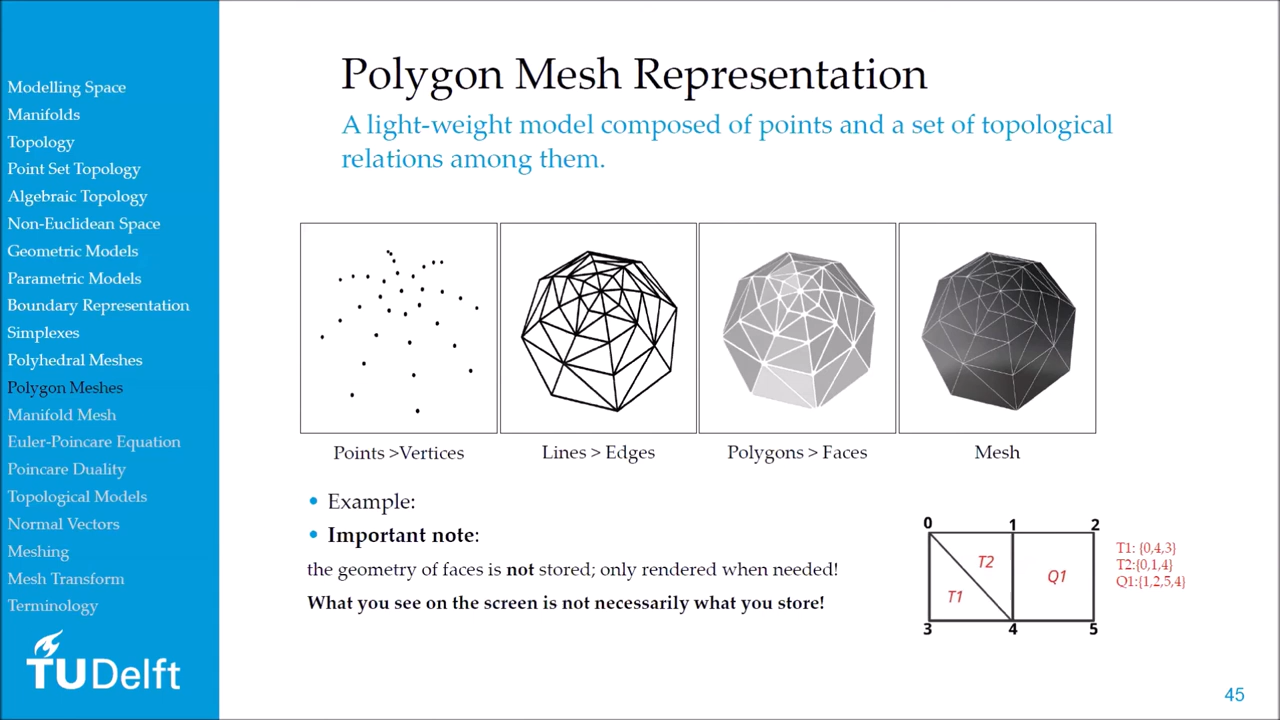 Modelling Space
Manifolds
Topology
Point Set Topology
Algebraic Topology
Non-Euclidean Space
Geometric Models
Parametric Models
Boundary Representation
Simplexes
Polyhedral Meshes
Polygon Meshes
Manifold Mesh
Euler-Poincare Equation
Poincare Duality
Topological Models
Normal Vectors
Meshing
Mesh Transform
Terminology
TUDelft
Polygon Mesh Representation
A light-weight model composed of points and a set of topological
relations among them.
Points >Vertices
Lines > Edges
Polygons > Faces
Mesh
• Example:
• Important note:
the geometry of faces is not stored; only rendered when needed!
What you see on the screen is not necessarily what you store!
0 1 2
T2
Q1
T1
3 4 5
T1: {0,4,3}
T2:{0,1,4}
Q1:{1,2,5,4}
45